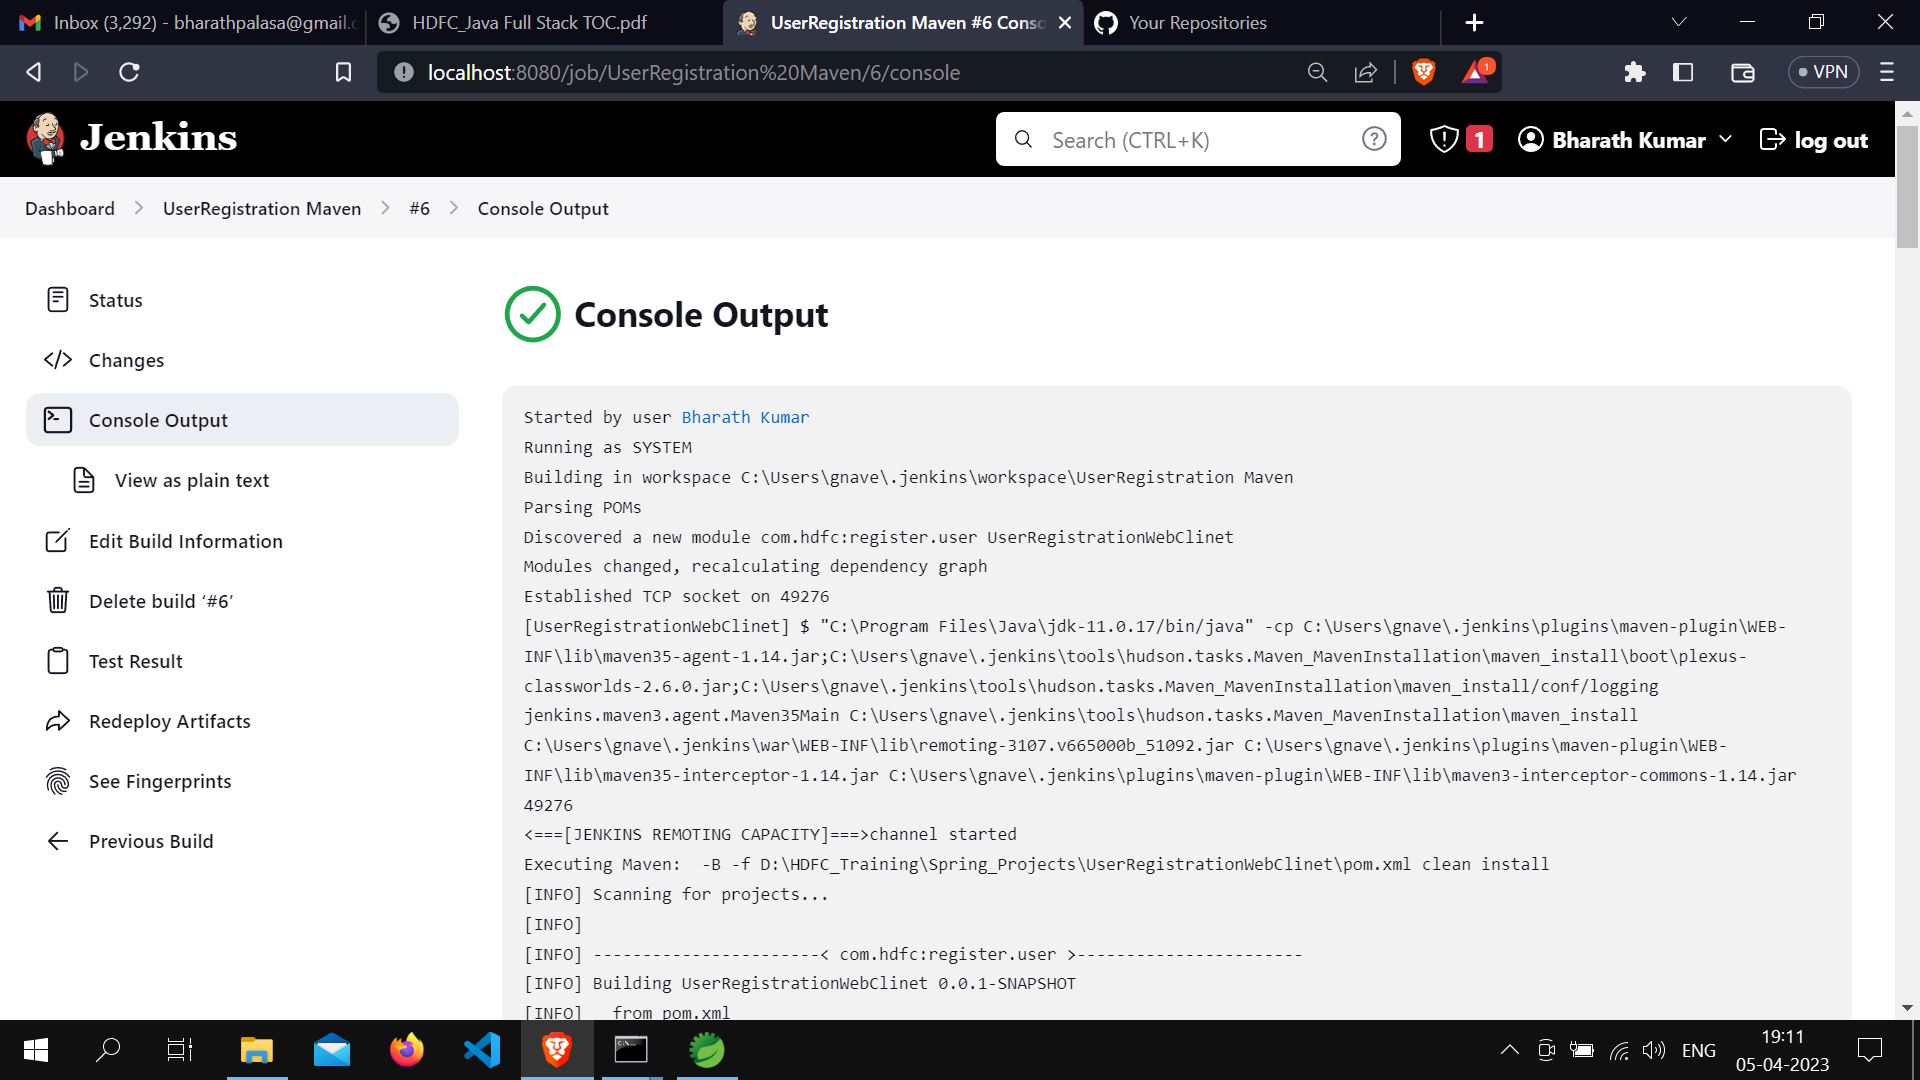 Inbox (3,292) - bharathpalasa@gmail.c
HDFC_Java Full Stack TOC.pdf
UserRegistration Maven #6 Conso
Your Repositories
localhost:8080/job/UserRegistration%20Maven/6/console
1
VPN
Jenkins
Search (CTRL+K)
1
Bharath Kumar
log out
Dashboard
UserRegistration Maven
#6
Console Output
Status
Changes
Console Output
View as plain text
Edit Build Information
Delete build ‘#6’
Test Result
Redeploy Artifacts
See Fingerprints
Previous Build
Console Output
Started by user Bharath Kumar
Running as SYSTEM
Building in workspace C:\Users\gnave\.jenkins\workspace\UserRegistration Maven
Parsing POMs
Discovered a new module com.hdfc:register.user UserRegistrationWebClinet
Modules changed, recalculating dependency graph
Established TCP socket on 49276
[UserRegistrationWebClinet] $ "C:\Program Files\Java\jdk-11.0.17/bin/java" -cp C:\Users\gnave\.jenkins\plugins\maven-plugin\WEB-
INF\lib\maven35-agent-1.14.jar;C:\Users\gnave\.jenkins\tools\hudson.tasks.Maven_MavenInstallation\maven_install\boot\plexus-
classworlds-2.6.0.jar;C:\Users\gnave\.jenkins\tools\hudson.tasks.Maven_MavenInstallation\maven_install/conf/logging
jenkins.maven3.agent.Maven35Main C:\Users\gnave\.jenkins\tools\hudson.tasks.Maven_MavenInstallation\maven_install
C:\Users\gnave\.jenkins\war\WEB-INF\lib\remoting-3107.v665000b_51092.jar C:\Users\gnave\.jenkins\plugins\maven-plugin\WEB-
INF\lib\maven35-interceptor-1.14.jar C:\Users\gnave\.jenkins\plugins\maven-plugin\WEB-INF\lib\maven3-interceptor-commons-1.14.jar
49276
<===[JENKINS REMOTING CAPACITY]===>channel started
Executing Maven:  -B -f D:\HDFC_Training\Spring_Projects\UserRegistrationWebClinet\pom.xml clean install
[INFO] Scanning for projects...
[INFO]
[INFO] -----------------------< com.hdfc:register.user >-----------------------
[INFO] Building UserRegistrationWebClinet 0.0.1-SNAPSHOT
[INFO]   from pom.xml
ENG
19:11
05-04-2023